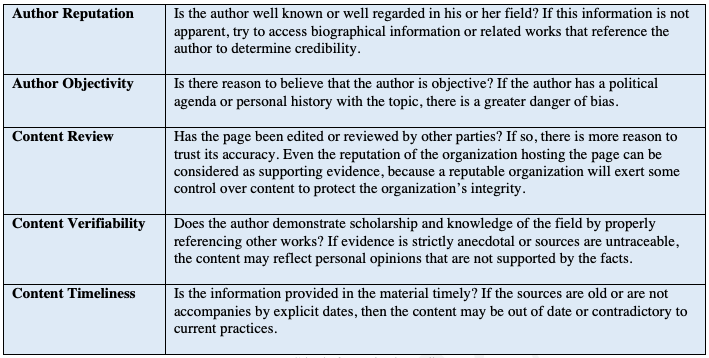 Author Reputation
Is the author well known or well regarded in his or her field? If this information is not
apparent, try to access biographical information or related works that reference the
author to determine credibility.
Author Objectivity
Is there reason to believe that the author is objective? If the author has a political
agenda or personal history with the topic, there is a greater danger of bias.
Content Review
Has the page been edited or reviewed by other parties? If so, there is more reason to
trust its accuracy. Even the reputation of the organization hosting the page can be
considered as supporting evidence, because a reputable organization will exert some
control over content to protect the organization's integrity.
Content Verifiability
Does the author demonstrate scholarship and knowledge of the field by properly
referencing other works? If evidence is strictly anecdotal or sources are untraceable,
the content may reflect personal opinions that are not supported by the facts.
Content Timeliness
Is the information provided in the material timely? If the sources are old or are not
accompanies by explicit dates, then the content may be out of date or contradictory to
current practices.